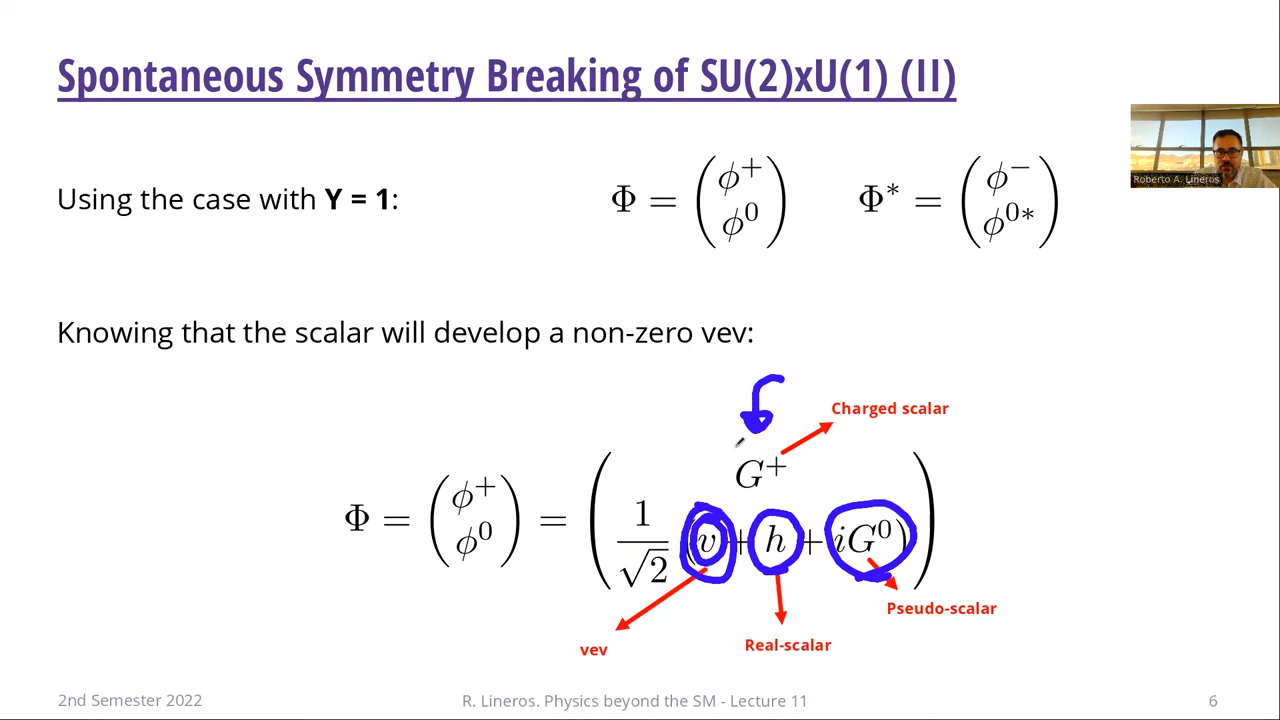 Spontaneous Symmetry Breaking of SU(2)xU(1) (II)
Roberto A. Lineros
Using the case with Y = 1:
Φ = (ϕ⁺ ϕ⁰)
Φ* = (ϕ⁻ ϕ⁰*)
Knowing that the scalar will develop a non-zero vev:
Charged scalar
G⁺
Φ = (ϕ⁺ ϕ⁰) = ( 1/√2 (v + h + iG⁰) )
Pseudo-scalar
vev
Real-scalar
2nd Semester 2022
R. Lineros. Physics beyond the SM - Lecture 11
6